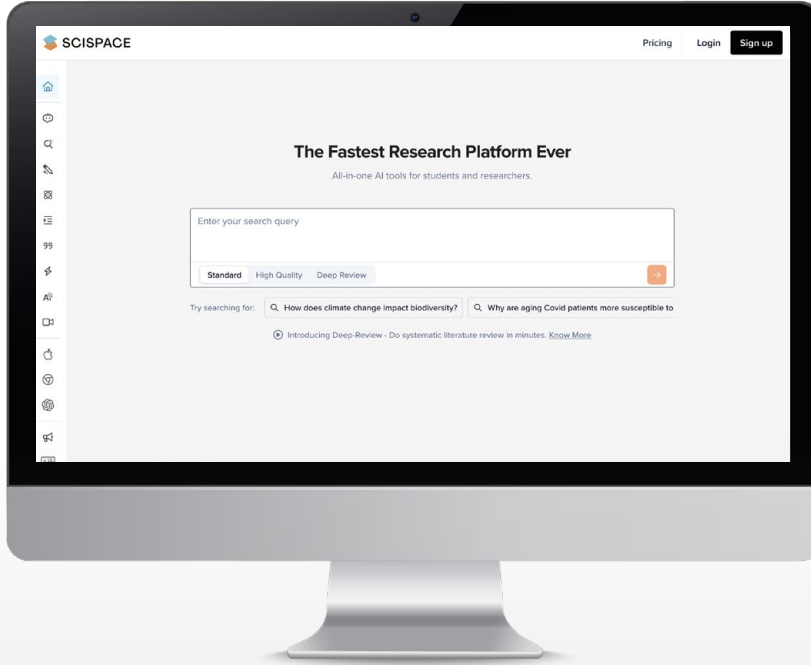 SCISPACE
Pricing
Login
Sign up
The Fastest Research Platform Ever
All-in-one AI tools for students and researchers.
Enter your search query
Standard High Quality Deep Review
Try searching for: How does climate change impact biodiversity? Why are aging Covid patients more susceptible to
Introducing Deep-Review - Do systematic literature review in minutes. Know More